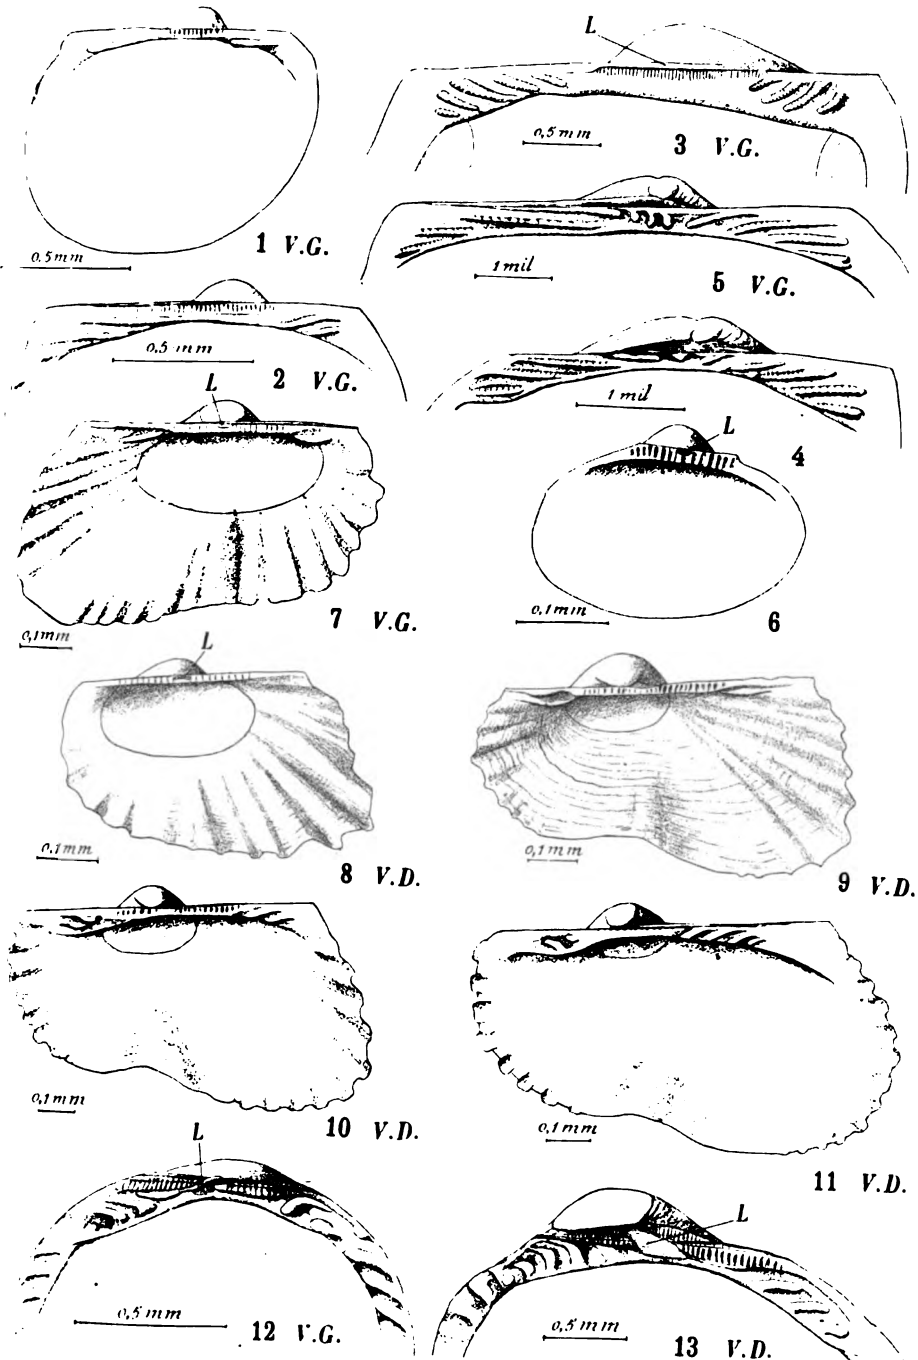 L
0,5 mm
3 V.G.
1 V.G.
0.5 mm
1 mil
5 V.G.
0,5 mm
2 V.G.
L
1 mil
4
L
0,1 mm
6
0,1 mm
7 V.G.
L
0,1 mm
8 V.D.
0,1 mm
9 V.D.
0,1 mm
10 V.D.
0,1 mm
11 V.D.
L
0,5 mm
12 V.G.
L
0,5 mm
13 V.D.